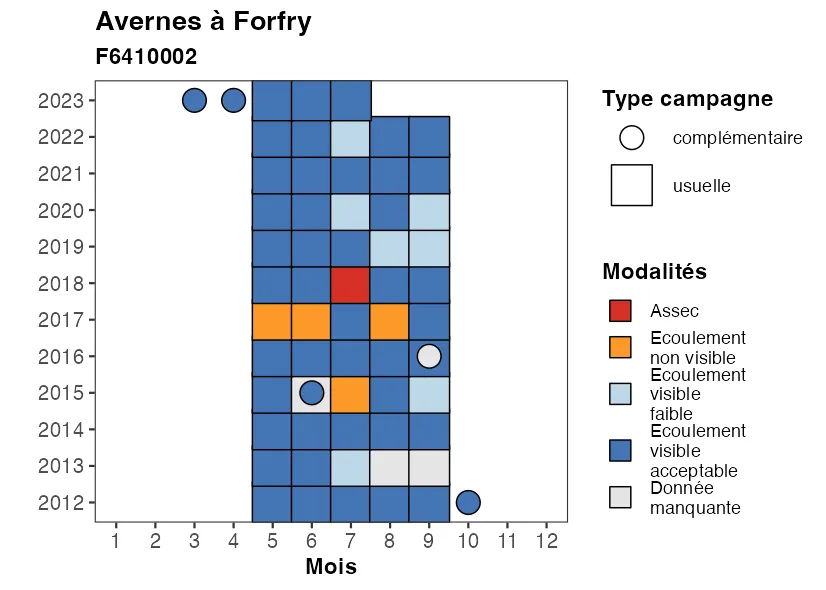 Avernes à Forfry
F6410002
2023
2022
2021
2020
2019
2018
2017
2016
2015
2014
2013
2012
1 2 3 4 5 6 7 8 9 10 11 12
Mois
Type campagne
complémentaire
usuelle
Modalités
Assec
Ecoulement
non visible
Ecoulement
visible
faible
Ecoulement
visible
acceptable
Donnée
manquante